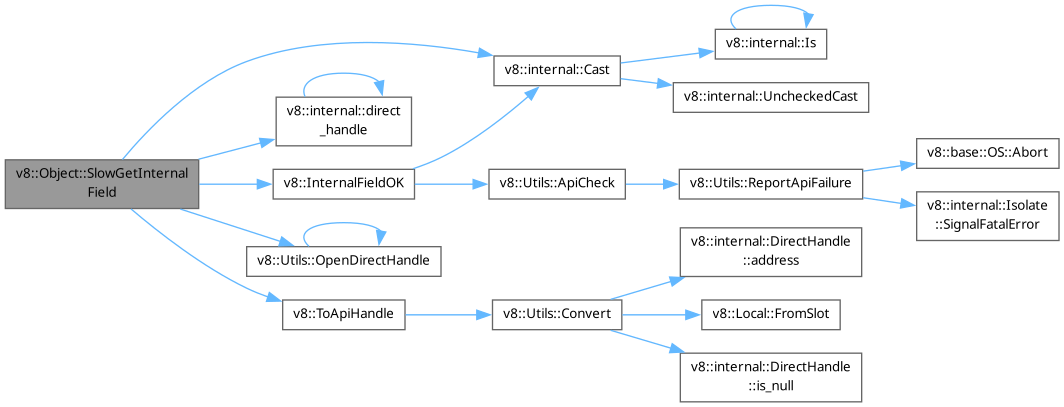 v8::Object::SlowGetInternal
Field
v8::internal::Cast
v8::internal::Is
v8::internal::UncheckedCast
v8::internal::direct
_handle
v8::InternalFieldOK
v8::Utils::ApiCheck
v8::Utils::ReportApiFailure
v8::base::OS::Abort
v8::internal::Isolate
::SignalFatalError
v8::Utils::OpenDirectHandle
v8::ToApiHandle
v8::Utils::Convert
v8::internal::DirectHandle
::address
v8::Local::FromSlot
v8::internal::DirectHandle
::is_null